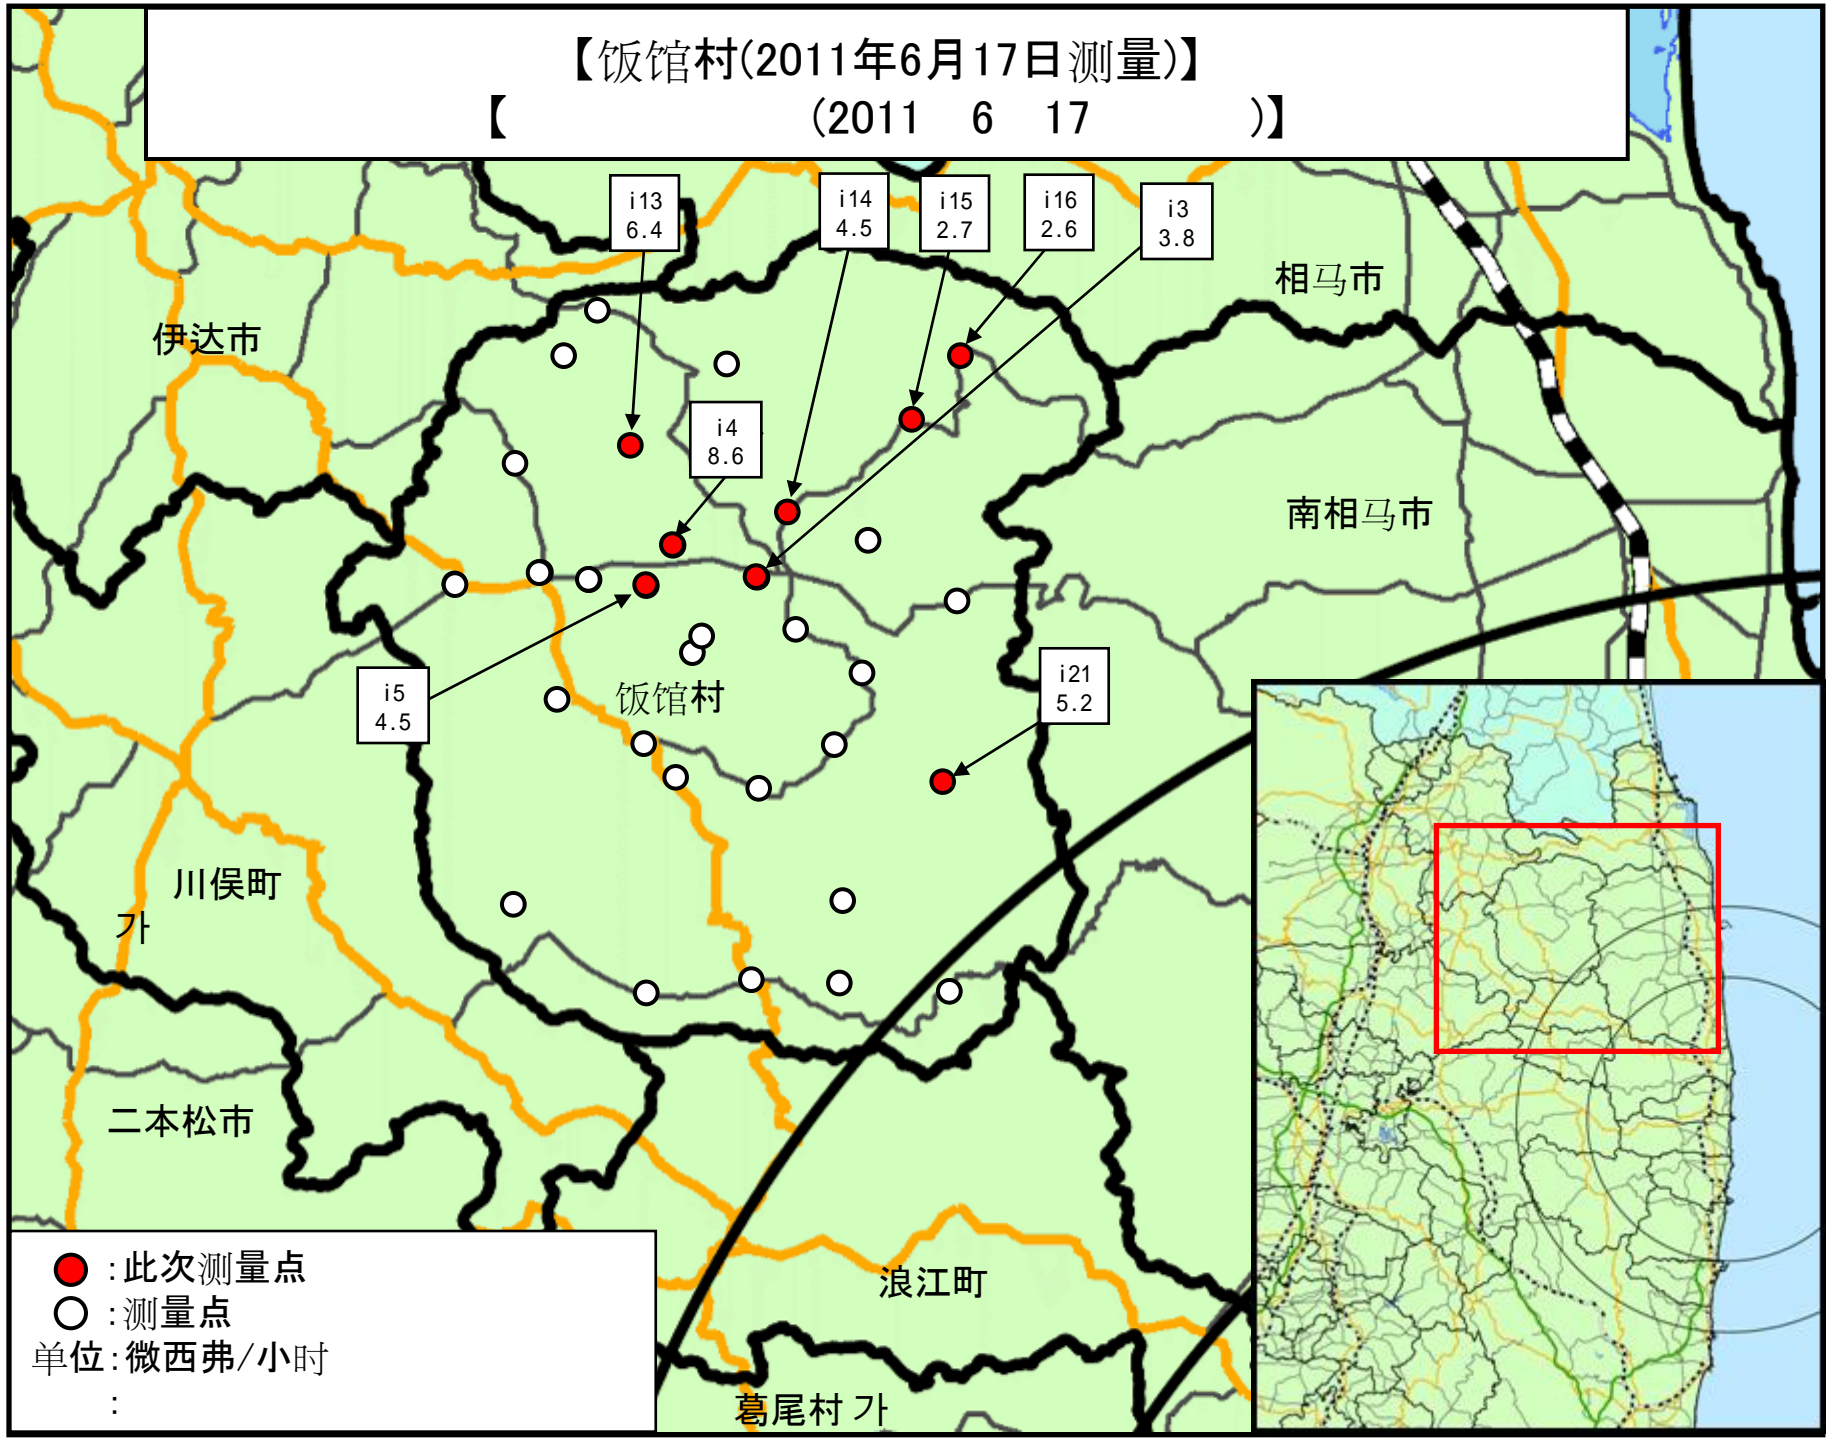 【饭馆村(2011年6月17日测量)】
【 (2011 6 17 )】
i13
6.4
i14
4.5
i15
2.7
i16
2.6
i3
3.8
相马市
伊达市
i4
8.6
南相马市
i5
4.5
饭馆村
i21
5.2
川俣町
가
二本松市
浪江町
葛尾村 가
:此次测量点
:测量点
单位:微西弗/小时
: